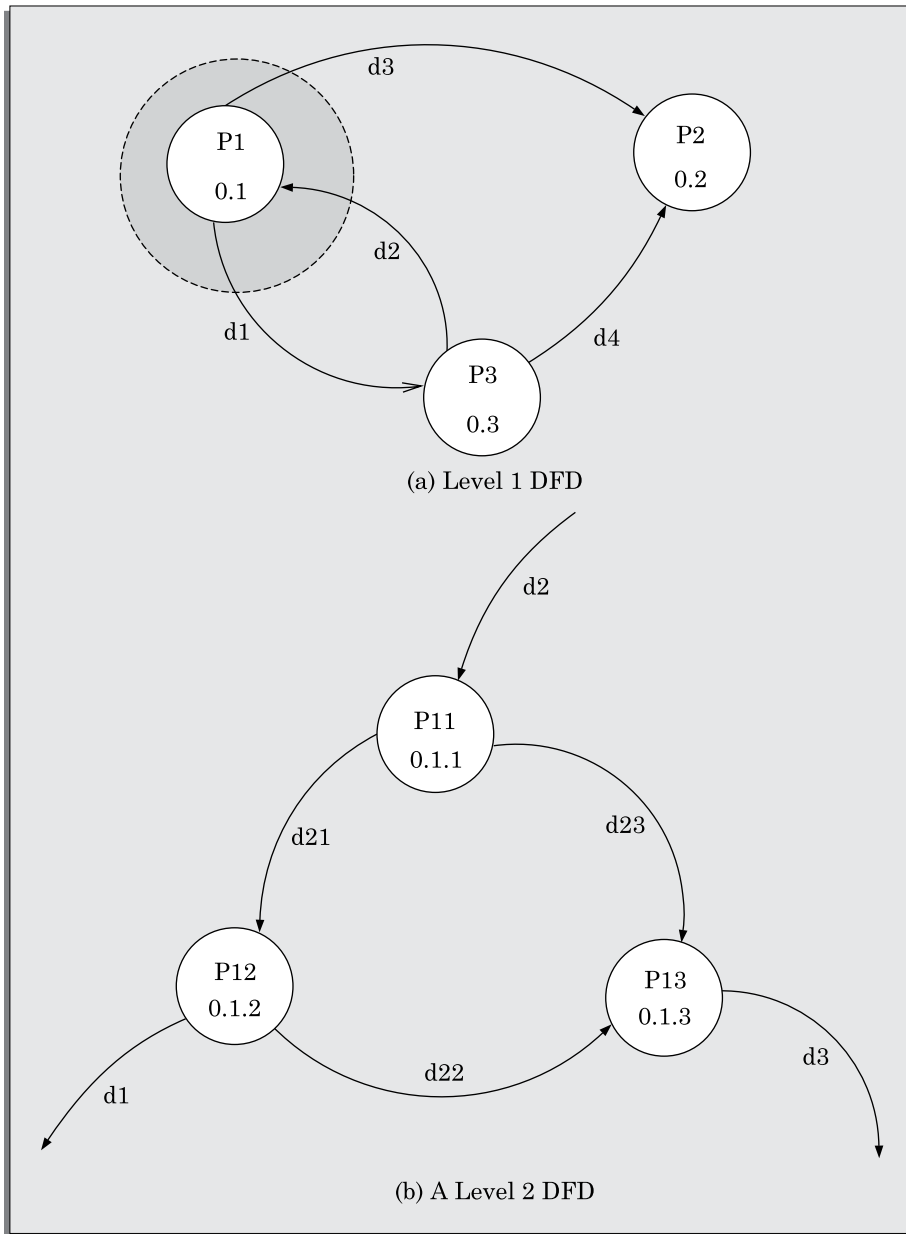 d3
P1
0.1
P2
0.2
d2
d1
d4
P3
0.3
(a) Level 1 DFD
d2
P11
0.1.1
d21
d23
P12
0.1.2
P13
0.1.3
d22
d3
d1
(b) A Level 2 DFD